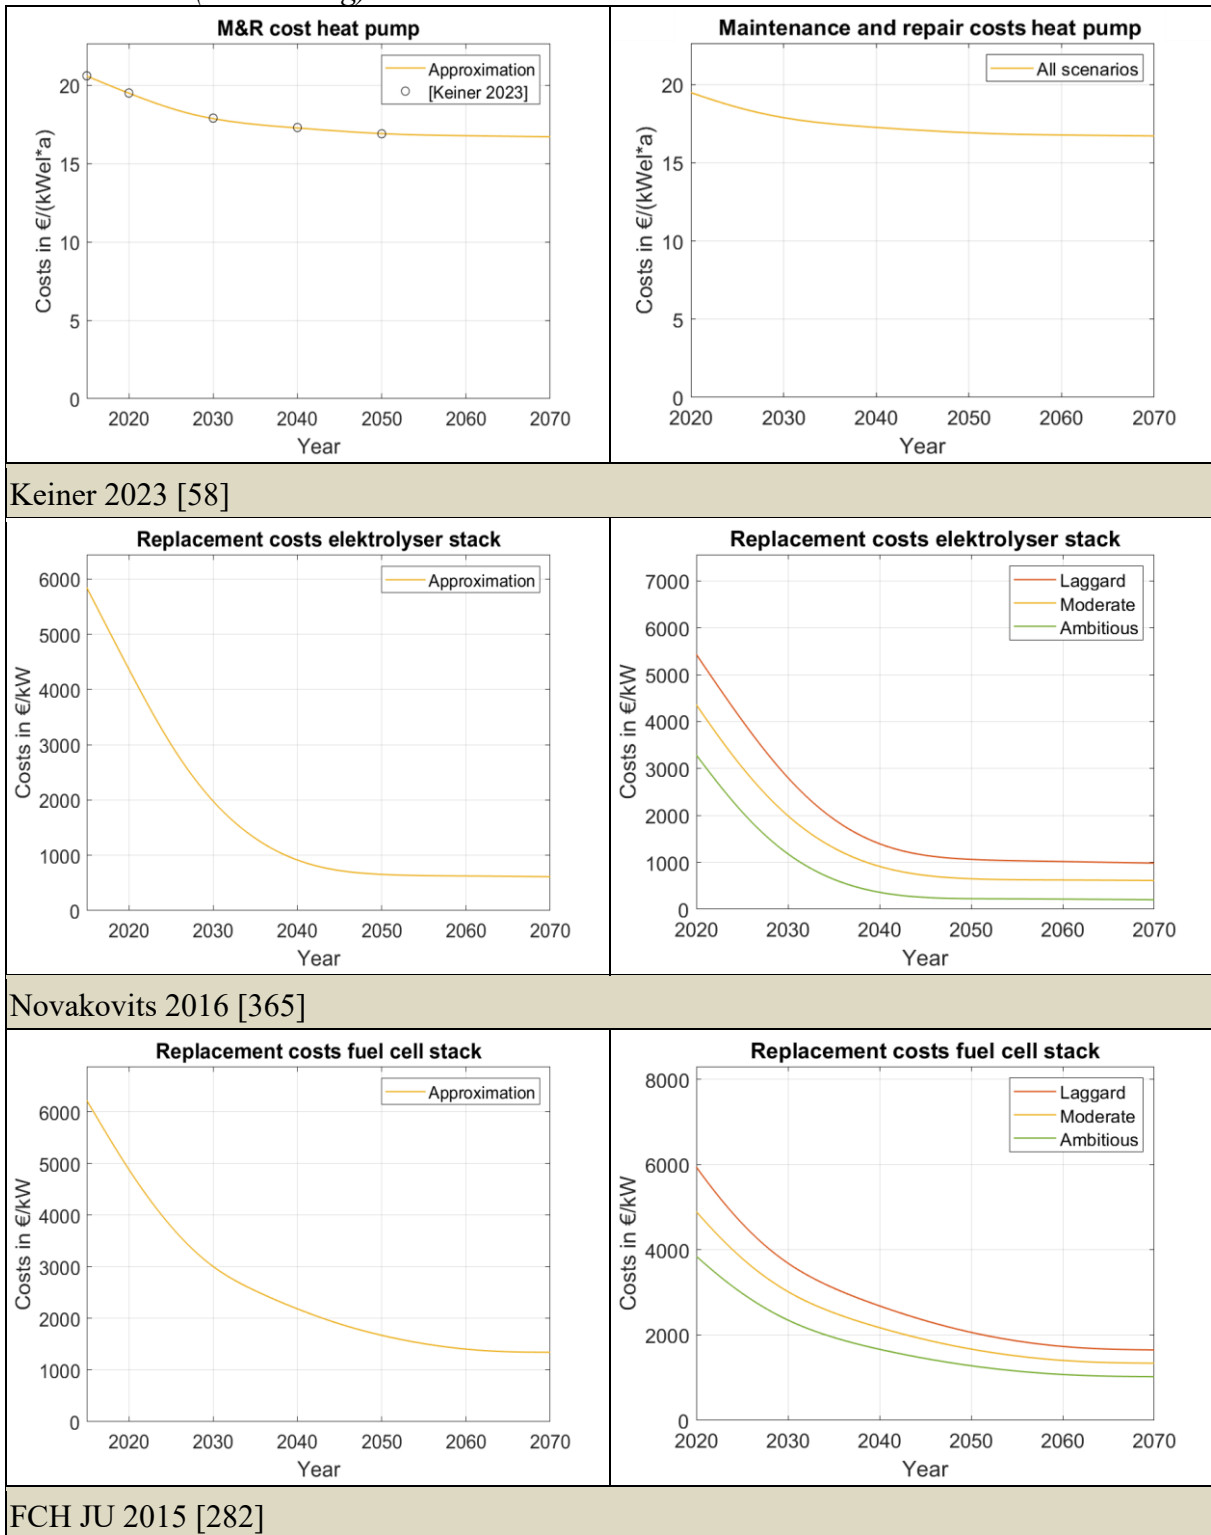 M&R cost heat pump
Approximation
[Keiner 2023]
20
15
10
5
0
Costs in €/(kWel*a)
2020 2030 2040 2050 2060 2070
Year
Maintenance and repair costs heat pump
All scenarios
20
15
10
5
0
Costs in €/(kWel*a)
2020 2030 2040 2050 2060 2070
Year
Keiner 2023 [58]
Replacement costs elektrolyser stack
Approximation
6000
5000
4000
3000
2000
1000
0
Costs in €/kW
2020 2030 2040 2050 2060 2070
Year
Replacement costs elektrolyser stack
Laggard
Moderate
Ambitious
7000
6000
5000
4000
3000
2000
1000
0
Costs in €/kW
2020 2030 2040 2050 2060 2070
Year
Novakovits 2016 [365]
Replacement costs fuel cell stack
Approximation
6000
5000
4000
3000
2000
1000
0
Costs in €/kW
2020 2030 2040 2050 2060 2070
Year
Replacement costs fuel cell stack
Laggard
Moderate
Ambitious
8000
6000
4000
2000
0
Costs in €/kW
2020 2030 2040 2050 2060 2070
Year
FCH JU 2015 [282]